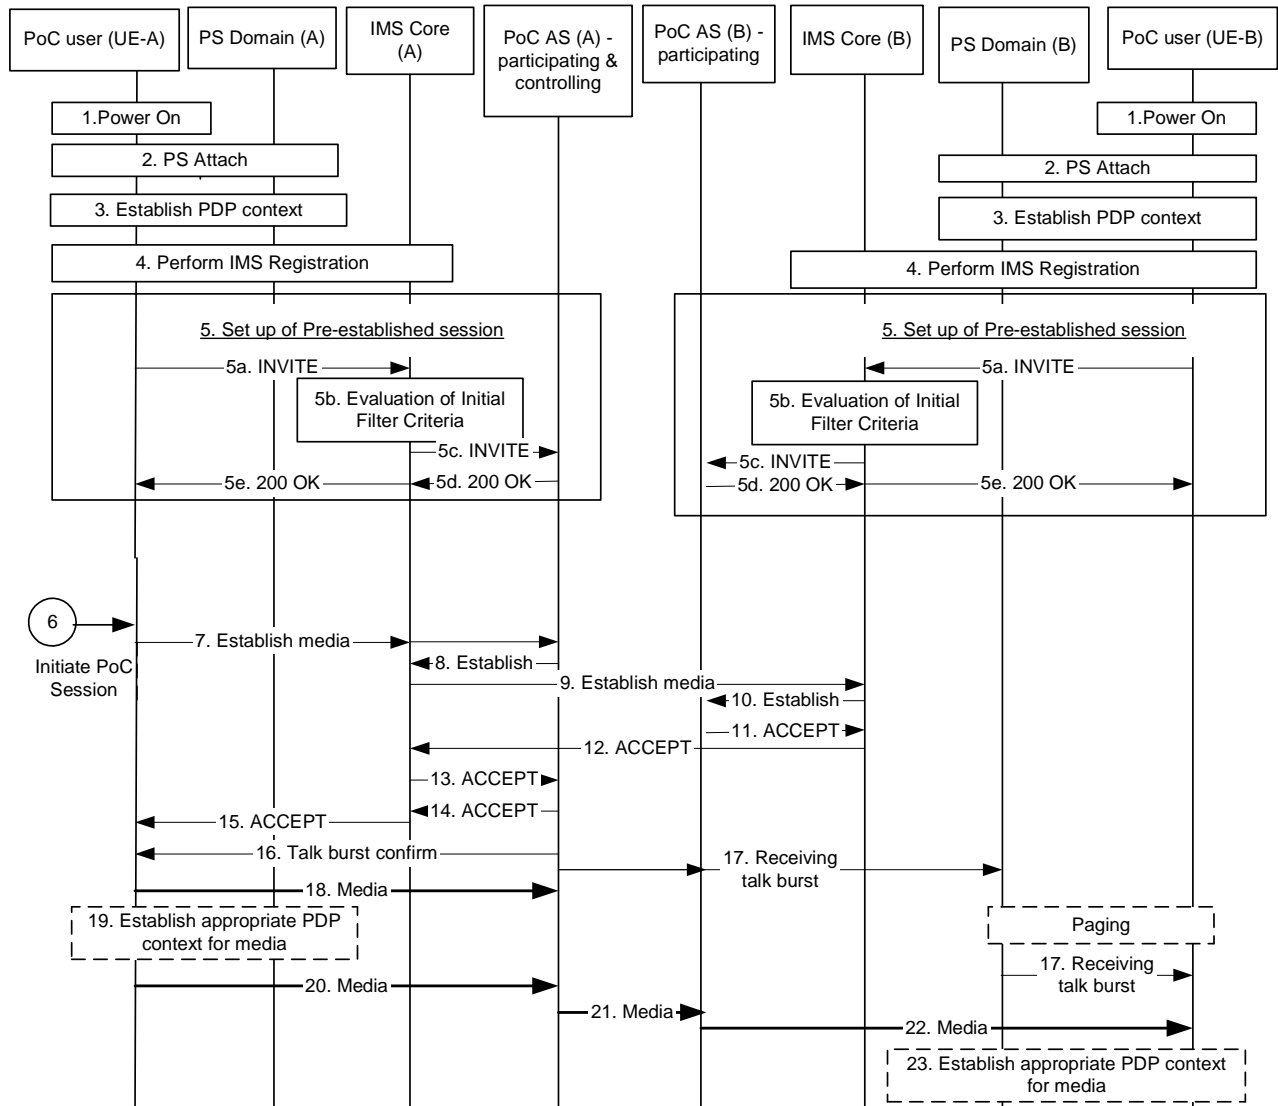 PoC user (UE-A)
PS Domain (A)
IMS Core
(A)
PoC AS (A) -
participating &
controlling
PoC AS (B) -
participating
IMS Core (B)
PS Domain (B)
PoC user (UE-B)
1.Power On
1.Power On
2. PS Attach
2. PS Attach
3. Establish PDP context
3. Establish PDP context
4. Perform IMS Registration
4. Perform IMS Registration
5. Set up of Pre-established session
5. Set up of Pre-established session
5a. INVITE
5a. INVITE
5b. Evaluation of Initial
Filter Criteria
5b. Evaluation of Initial
Filter Criteria
5c. INVITE
5c. INVITE
5e. 200 OK
5d. 200 OK
5d. 200 OK
5e. 200 OK
6
Initiate PoC
Session
7. Establish media
8. Establish
9. Establish media
10. Establish
11. ACCEPT
12. ACCEPT
13. ACCEPT
14. ACCEPT
15. ACCEPT
16. Talk burst confirm
17. Receiving
talk burst
18. Media
19. Establish appropriate PDP
context for media
Paging
17. Receiving
talk burst
20. Media
21. Media
22. Media
23. Establish appropriate PDP context
for media